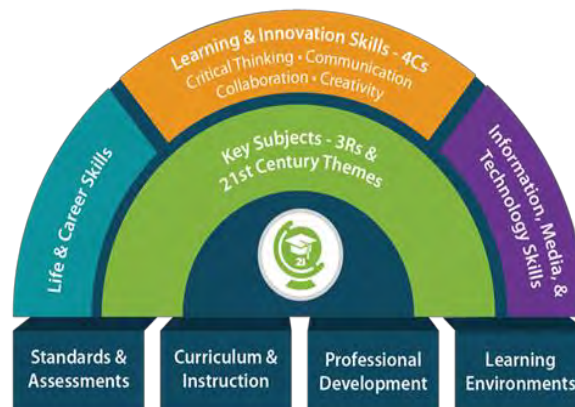 Learning & Innovation Skills - 4Cs
Critical Thinking • Communication
Collaboration • Creativity
Life & Career Skills
Key Subjects - 3Rs &
21st Century Themes
Information, Media, &
Technology Skills
21
Standards &
Assessments
Curriculum &
Instruction
Professional
Development
Learning
Environments